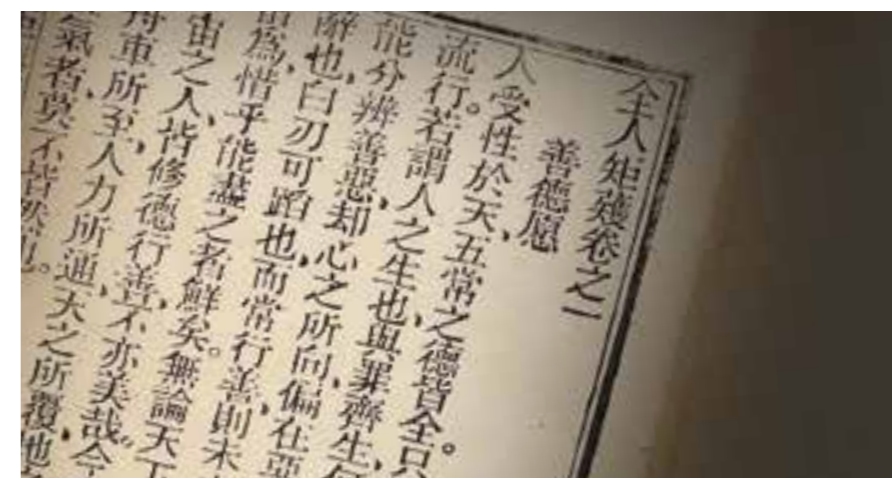 全人矩矱卷之一
善德愿
人受性於天、五常之德皆全
流行。若謂人之生也、與罪齊生、
能分辨善惡、却心之所向、偏在
辭也、白刃可蹈也、而常行善、則未
為、惜乎能盡之者鮮矣。無論天下
宙之人、皆修德行善、不亦美哉。今
舟車所至、人力所通、天之所覆、地
氣者、莫不皆然也。